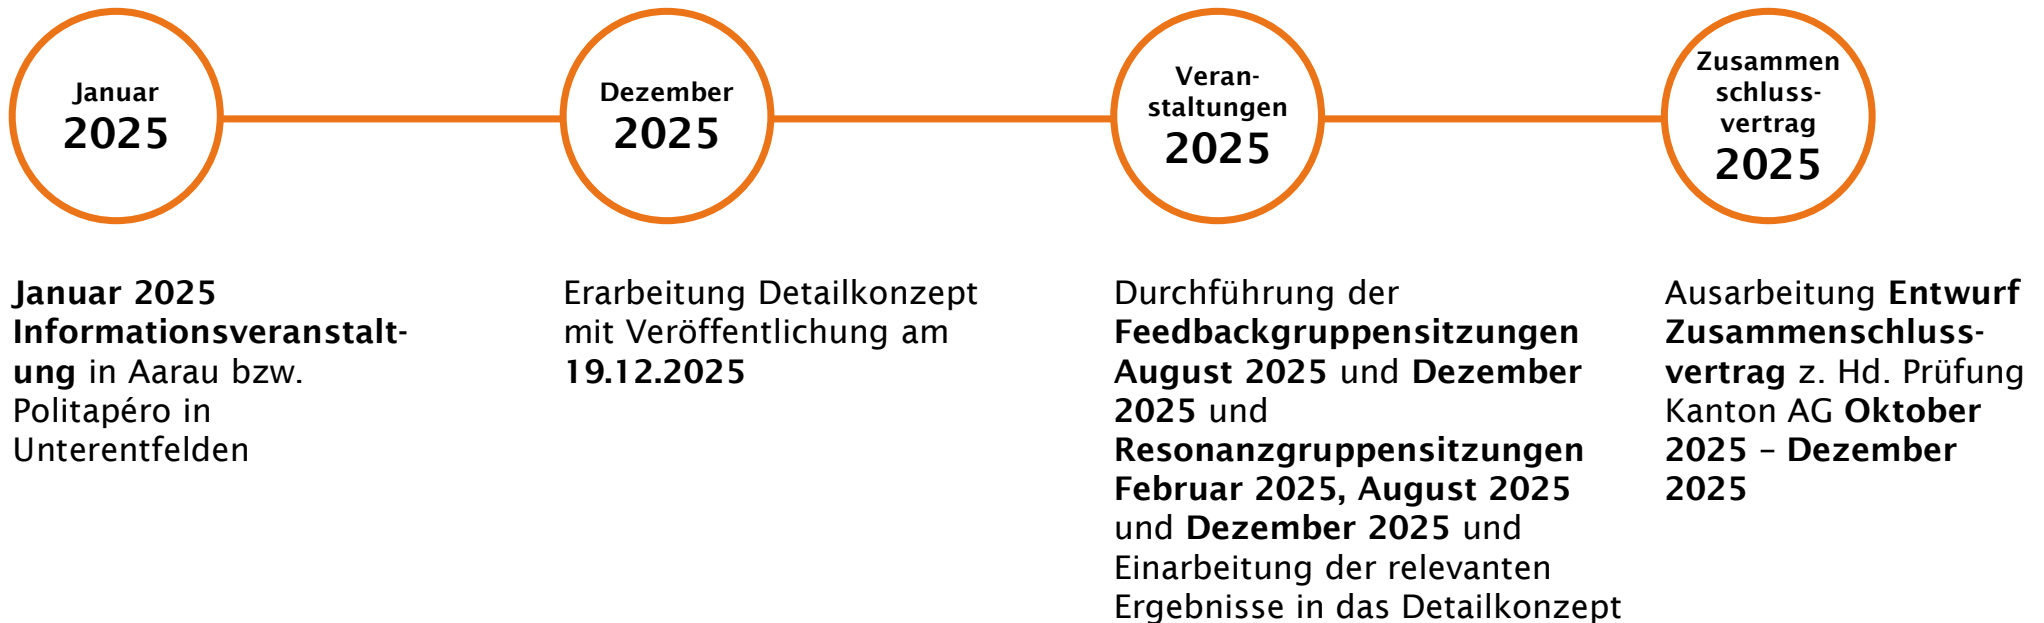 Januar
2025
Dezember
2025
Veran-
staltungen
2025
Zusammen
schluss-
vertrag
2025
Januar 2025
Informationsveranstalt-
ung in Aarau bzw.
Politapéro in
Unterentfelden
Erarbeitung Detailkonzept
mit Veröffentlichung am
19.12.2025
Durchführung der
Feedbackgruppensitzungen
August 2025 und Dezember
2025 und
Resonanzgruppensitzungen
Februar 2025, August 2025
und Dezember 2025 und
Einarbeitung der relevanten
Ergebnisse in das Detailkonzept
Ausarbeitung Entwurf
Zusammenschluss-
vertrag z. Hd. Prüfung
Kanton AG Oktober
2025 – Dezember
2025